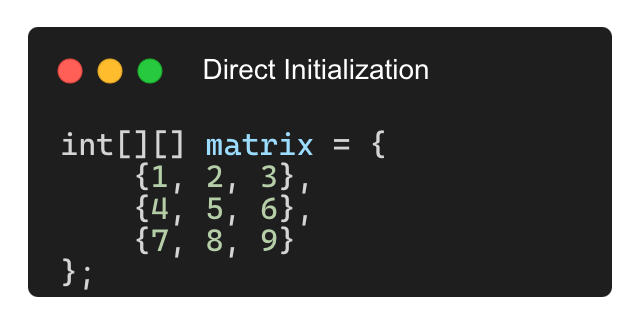 Direct Initialization
int[][] matrix = {
    {1, 2, 3},
    {4, 5, 6},
    {7, 8, 9}
};